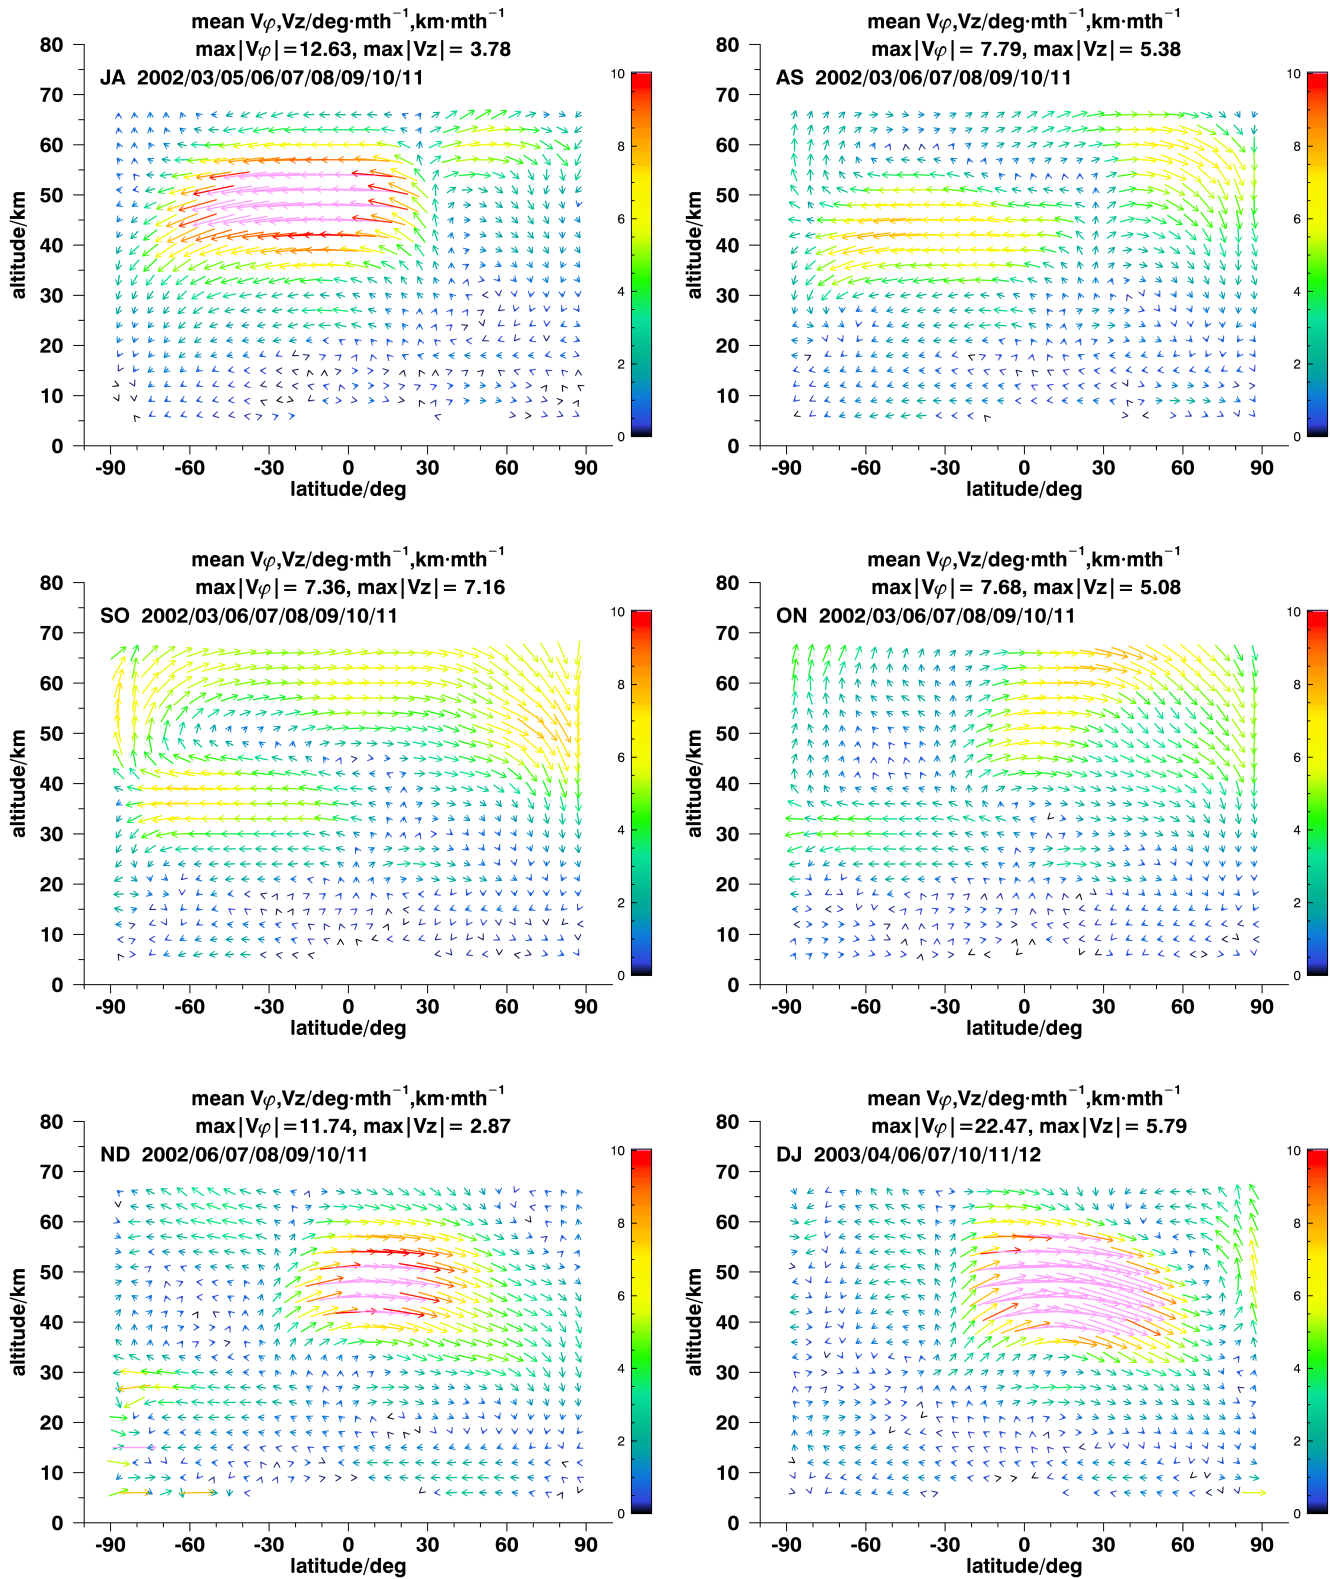 mean Vφ,Vz/deg·mth⁻¹,km·mth⁻¹
max|Vφ|=12.63, max|Vz|= 3.78
JA 2002/03/05/06/07/08/09/10/11
80
70
60
50
40
30
20
10
0
altitude/km
-90 -60 -30 0 30 60 90
latitude/deg
10
8
6
4
2
0
mean Vφ,Vz/deg·mth⁻¹,km·mth⁻¹
max|Vφ|= 7.79, max|Vz|= 5.38
AS 2002/03/06/07/08/09/10/11
80
70
60
50
40
30
20
10
0
altitude/km
-90 -60 -30 0 30 60 90
latitude/deg
10
8
6
4
2
0
mean Vφ,Vz/deg·mth⁻¹,km·mth⁻¹
max|Vφ|= 7.36, max|Vz|= 7.16
SO 2002/03/06/07/08/09/10/11
80
70
60
50
40
30
20
10
0
altitude/km
-90 -60 -30 0 30 60 90
latitude/deg
10
8
6
4
2
0
mean Vφ,Vz/deg·mth⁻¹,km·mth⁻¹
max|Vφ|= 7.68, max|Vz|= 5.08
ON 2002/03/06/07/08/09/10/11
80
70
60
50
40
30
20
10
0
altitude/km
-90 -60 -30 0 30 60 90
latitude/deg
10
8
6
4
2
0
mean Vφ,Vz/deg·mth⁻¹,km·mth⁻¹
max|Vφ|=11.74, max|Vz|= 2.87
ND 2002/06/07/08/09/10/11
80
70
60
50
40
30
20
10
0
altitude/km
-90 -60 -30 0 30 60 90
latitude/deg
10
8
6
4
2
0
mean Vφ,Vz/deg·mth⁻¹,km·mth⁻¹
max|Vφ|=22.47, max|Vz|= 5.79
DJ 2003/04/06/07/10/11/12
80
70
60
50
40
30
20
10
0
altitude/km
-90 -60 -30 0 30 60 90
latitude/deg
10
8
6
4
2
0